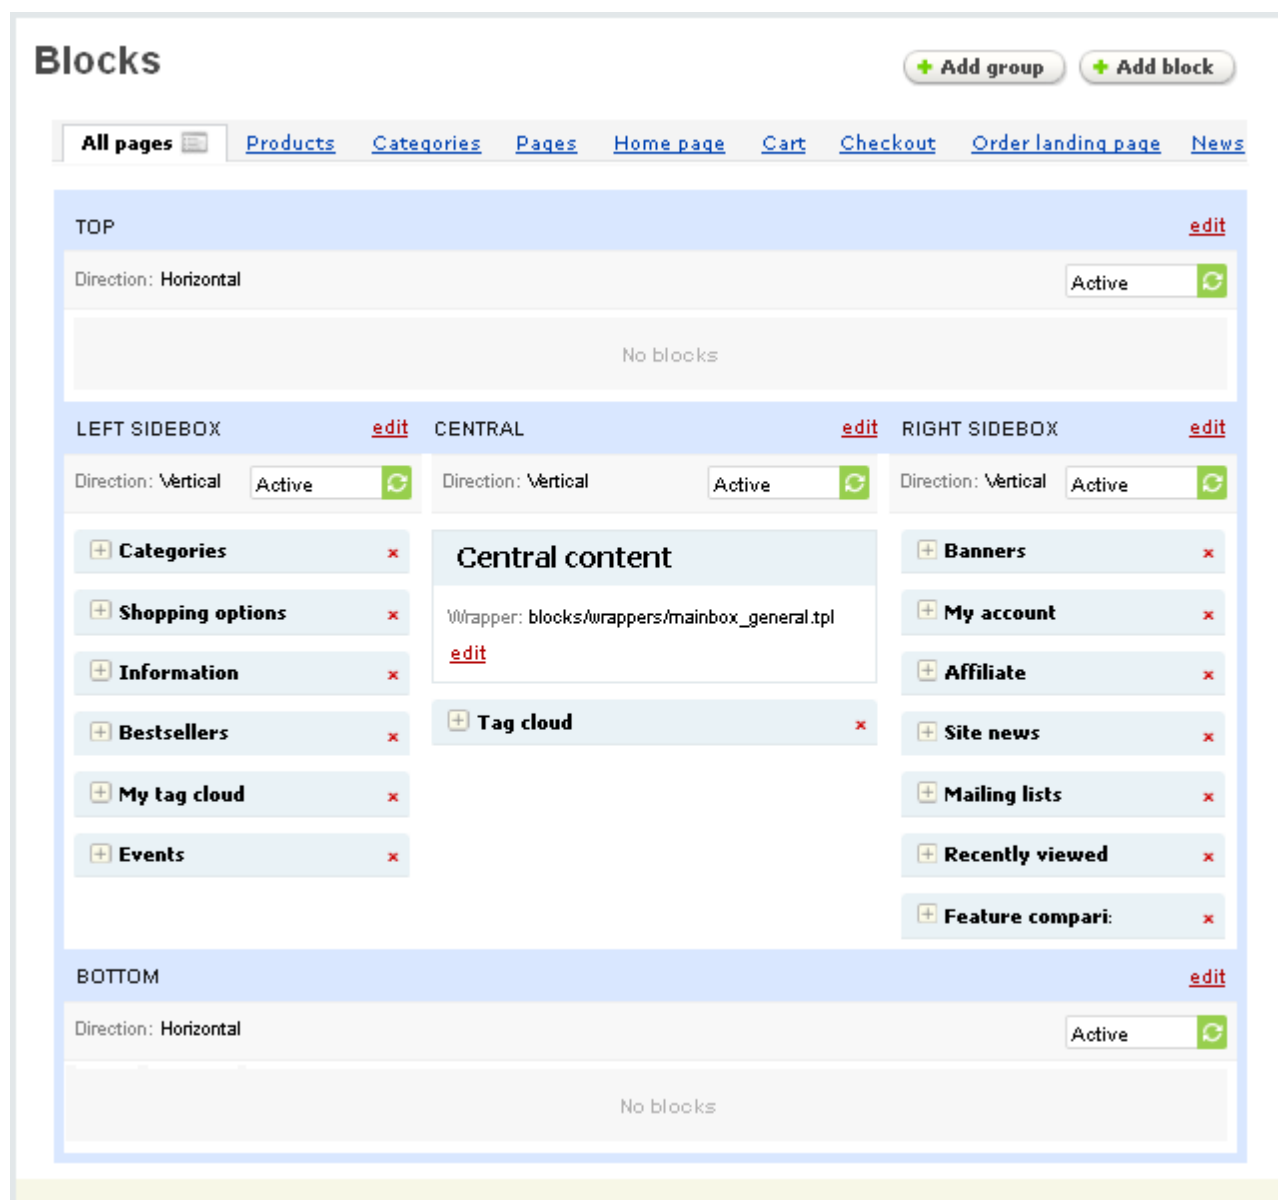 Blocks
Add group
Add block
All pages Products Categories Pages Home page Cart Checkout Order landing page News
TOP edit
Direction: Horizontal Active
No blocks
LEFT SIDEBOX edit CENTRAL edit RIGHT SIDEBOX edit
Direction: Vertical Active Direction: Vertical Active Direction: Vertical Active
Categories
Shopping options
Information
Bestsellers
My tag cloud
Events
Central content
Wrapper: blocks/wrappers/mainbox_general.tpl
edit
Tag cloud
Banners
My account
Affiliate
Site news
Mailing lists
Recently viewed
Feature compari:
BOTTOM edit
Direction: Horizontal Active
No blocks